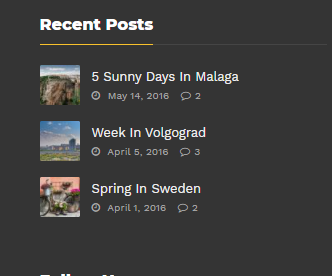 Recent Posts
5 Sunny Days In Malaga
May 14, 2016 2
Week In Volgograd
April 5, 2016 3
Spring In Sweden
April 1, 2016 2